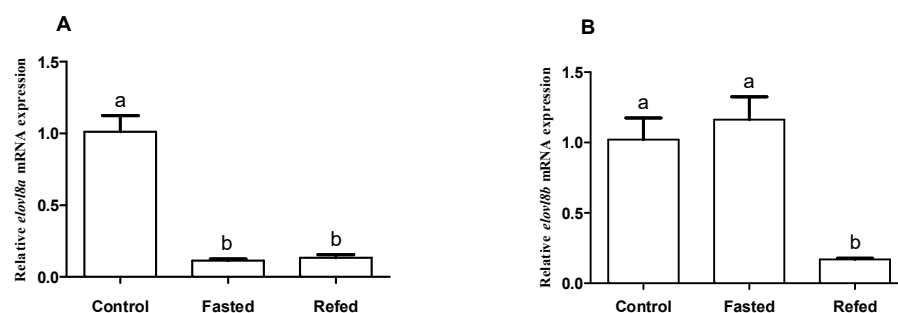 A
Relative elovl8a mRNA expression
1.5
1.0
0.5
0.0
a
b
b
Control Fasted Refed
B
Relative elovl8b mRNA expression
1.5
1.0
0.5
0.0
a
a
b
Control Fasted Refed